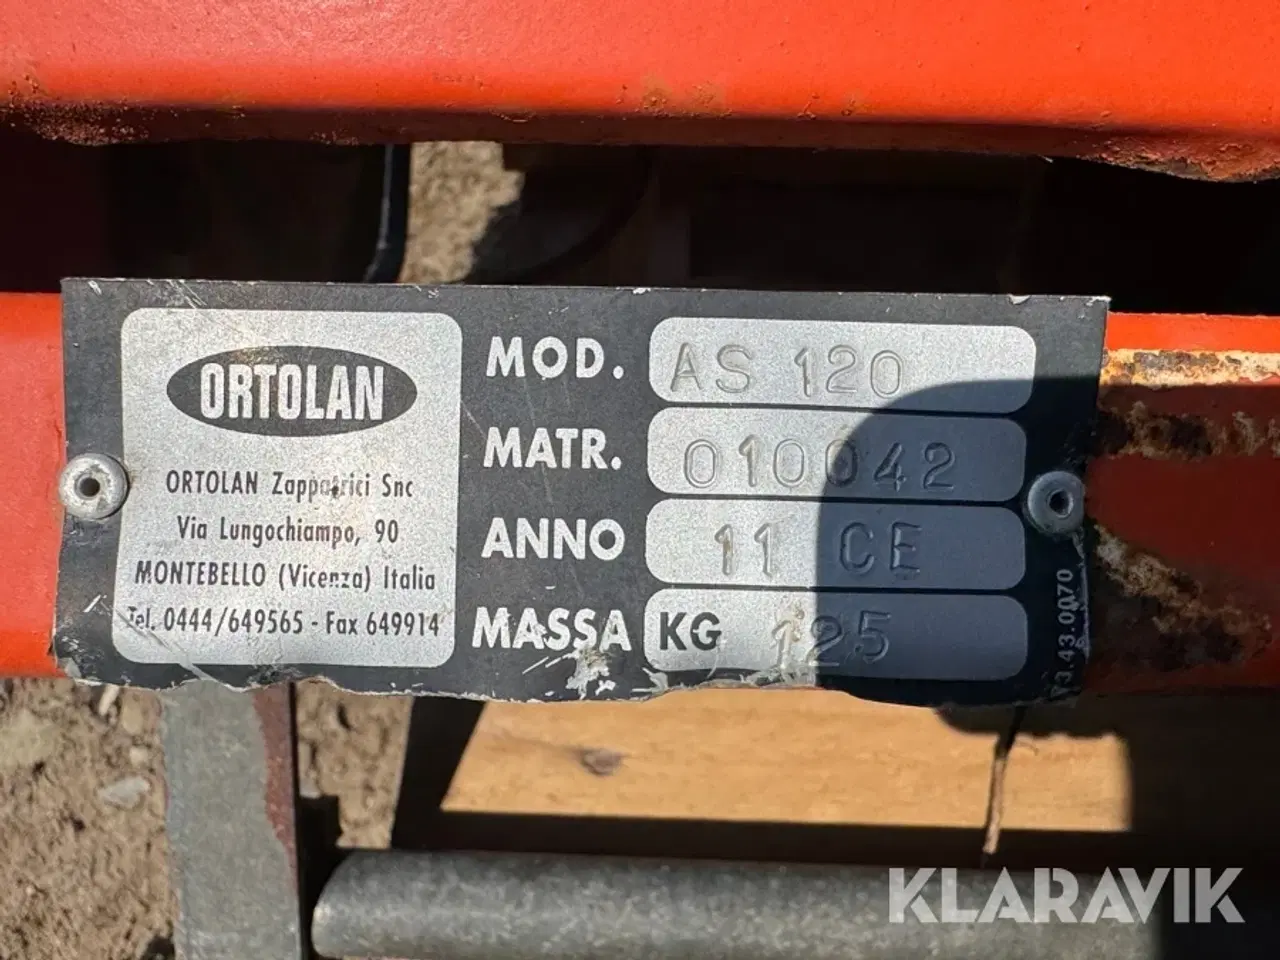 ORTOLAN
ORTOLAN Zappatrici Snc
Via Lungochiampo, 90
MONTEBELLO (Vicenza) Italia
Tel. 0444/649565 - Fax 649914
MOD. AS 120
MATR. 010042
ANNO 11 CE
MASSA KG 125
3.43.0070
KLARAVIK